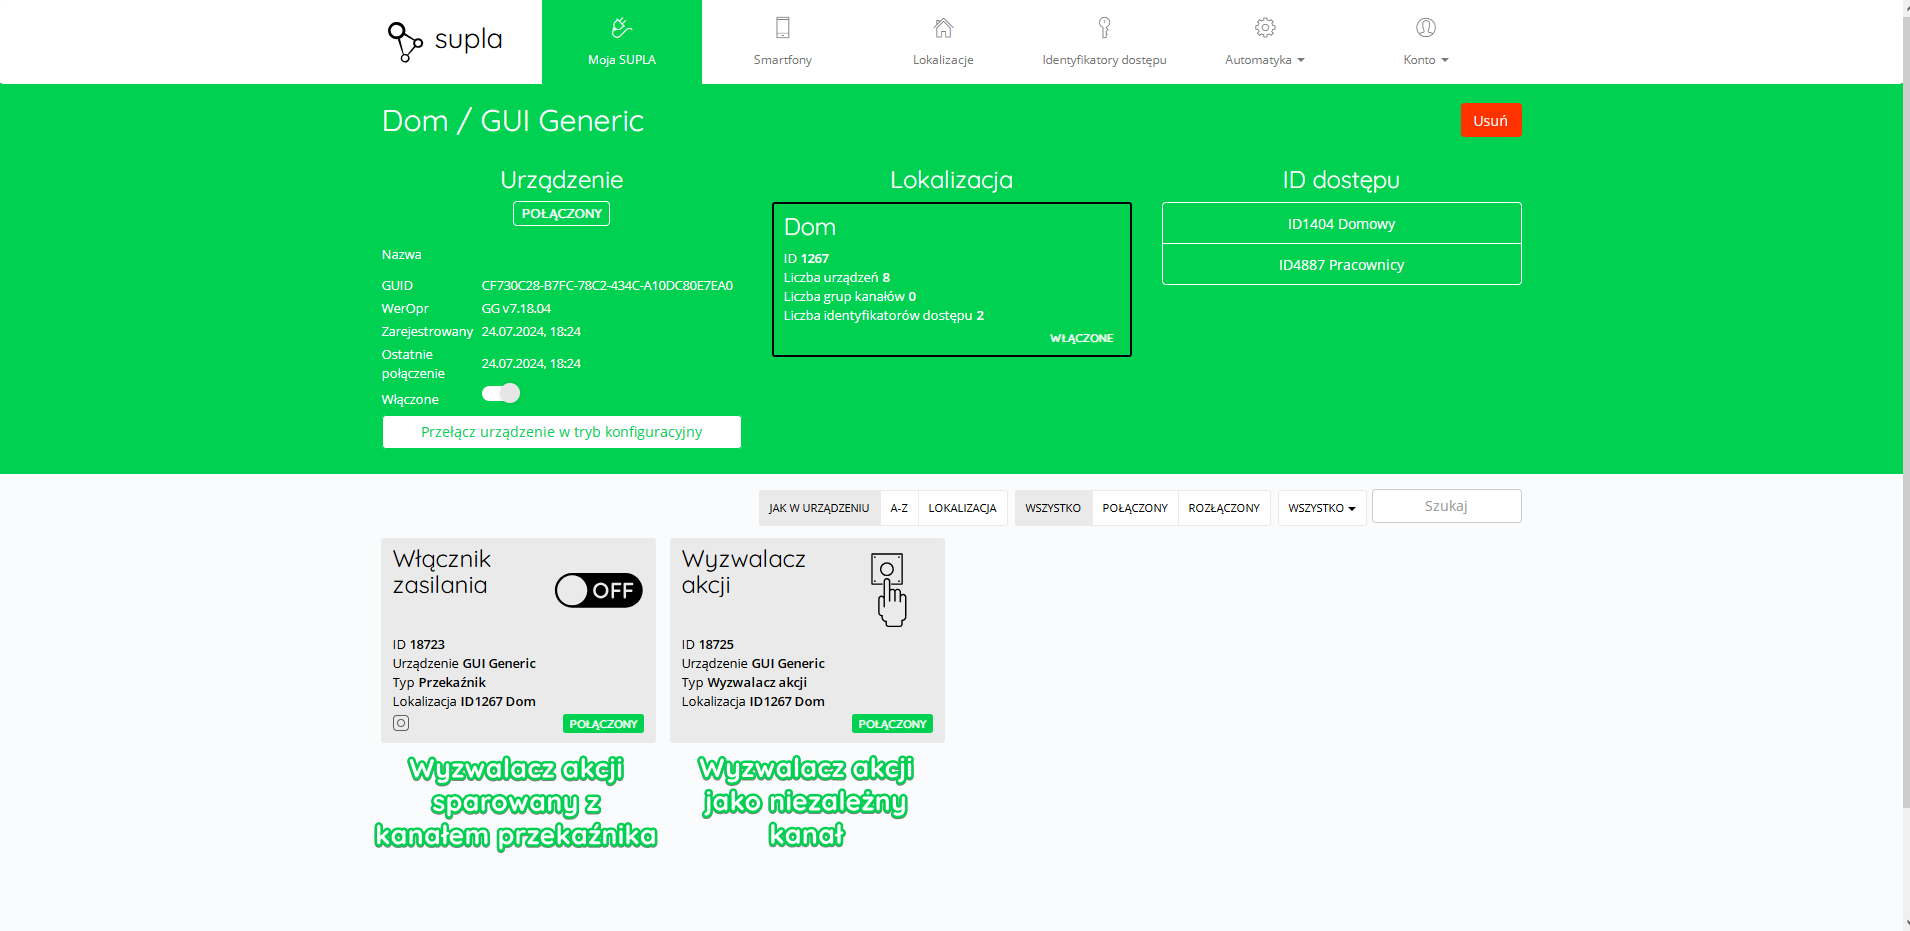 supla
Moja SUPLA
Smartfony
Lokalizacje
Identyfikatory dostępu
Automatyka
Konto
Dom / GUI Generic
Usuń
Urządzenie
POŁĄCZONY
Nazwa
GUID CF730C28-B7FC-78C2-434C-A10DC80E7EA0
WerOpr GG v7.18.04
Zarejestrowany 24.07.2024, 18:24
Ostatnie
połączenie 24.07.2024, 18:24
Włączone
Przełącz urządzenie w tryb konfiguracyjny
Lokalizacja
Dom
ID 1267
Liczba urządzeń 8
Liczba grup kanałów 0
Liczba identyfikatorów dostępu 2
WŁĄCZONE
ID dostępu
ID1404 Domowy
ID4887 Pracownicy
JAK W URZĄDZENIU A-Z LOKALIZACJA WSZYSTKO POŁĄCZONY ROZŁĄCZONY WSZYSTKO Szukaj
Włącznik
zasilania
OFF
ID 18723
Urządzenie GUI Generic
Typ Przekaźnik
Lokalizacja ID1267 Dom
POŁĄCZONY
Wyzwalacz akcji
sparowany z
kanałem przekaźnika
Wyzwalacz
akcji
ID 18725
Urządzenie GUI Generic
Typ Wyzwalacz akcji
Lokalizacja ID1267 Dom
POŁĄCZONY
Wyzwalacz akcji
jako niezależny
kanał